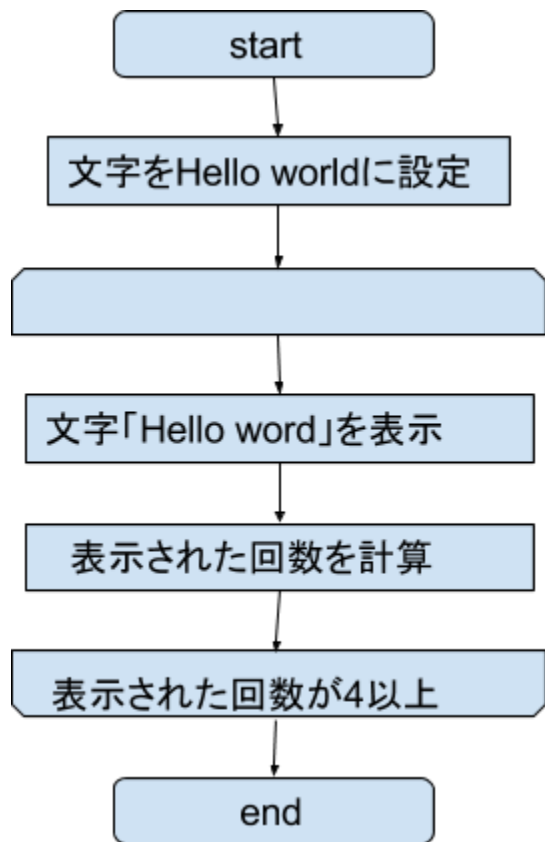 start
文字をHello worldに設定
文字「Hello word」を表示
表示された回数を計算
表示された回数が4以上
end